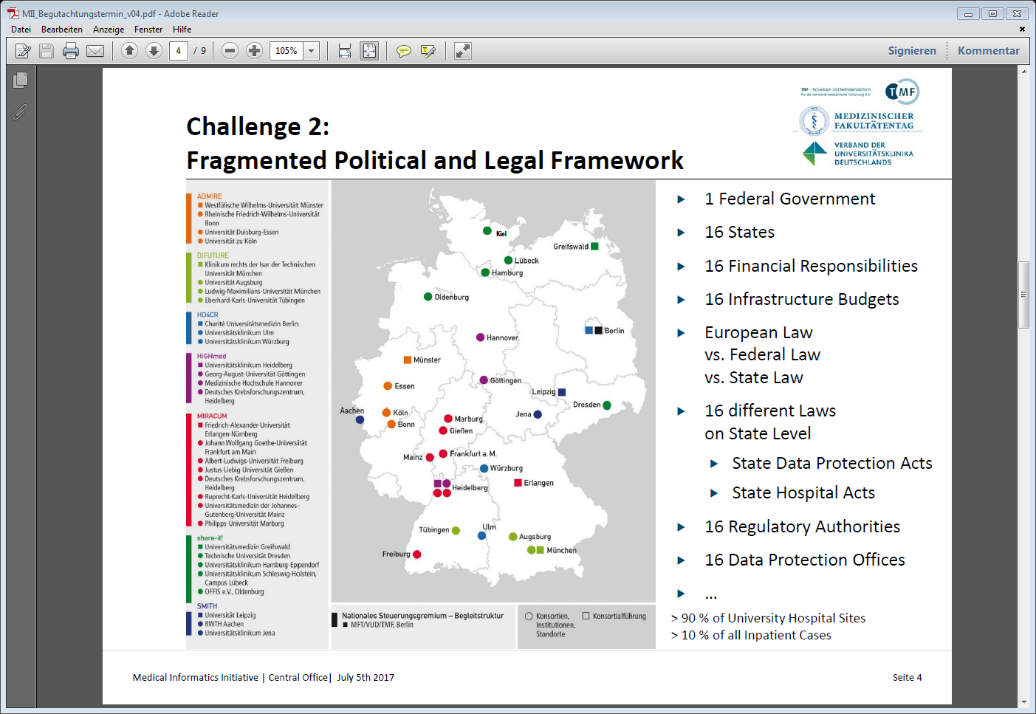 MII_Begutachtungstermin_v04.pdf - Adobe Reader
Datei Bearbeiten Anzeige Fenster Hilfe
4 / 9 105% Signieren Kommentar
TMF
MEDIZINISCHER
FAKULTÄTENTAG
VERBAND DER
UNIVERSITÄTSKLINIKA
DEUTSCHLANDS
Challenge 2:
Fragmented Political and Legal Framework
ADMIRE
Westfälische Wilhelms-Universität Münster
Rheinische Friedrich-Wilhelms-Universität
Bonn
Universität Duisburg-Essen
Universität zu Köln
DIFUTURE
Klinikum rechts der Isar der Technischen
Universität München
Universität Augsburg
Ludwig-Maximilians-Universität München
Eberhard-Karls-Universität Tübingen
HD4CR
Charité Universitätsmedizin Berlin
Universitätsklinikum Ulm
Universitätsklinikum Würzburg
HiGHmed
Universitätsklinikum Heidelberg
Georg-August-Universität Göttingen
Medizinische Hochschule Hannover
Deutsches Krebsforschungszentrum,
Heidelberg
MIRACUM
Friedrich-Alexander-Universität
Erlangen-Nürnberg
Johann Wolfgang Goethe-Universität
Frankfurt am Main
Albert-Ludwigs-Universität Freiburg
Justus-Liebig-Universität Gießen
Deutsches Krebsforschungszentrum,
Heidelberg
Ruprecht-Karls-Universität Heidelberg
Universitätsmedizin der Johannes-
Gutenberg-Universität Mainz
Philipps-Universität Marburg
share-it!
Universitätsmedizin Greifswald
Technische Universität Dresden
Universitätsklinikum Hamburg-Eppendorf
Universitätsklinikum Schleswig-Holstein,
Campus Lübeck
OFFIS e.V., Oldenburg
SMITH
Universität Leipzig
RWTH Aachen
Universitätsklinikum Jena
Kiel
Greifswald
Lübeck
Hamburg
Oldenburg
Hannover
Berlin
Münster
Göttingen
Essen
Leipzig
Dresden
Aachen
Köln
Bonn
Jena
Marburg
Gießen
Frankfurt a.M.
Mainz
Würzburg
Heidelberg
Erlangen
Tübingen
Ulm
Augsburg
München
Freiburg
Nationales Steuerungsgremium – Begleitstruktur
MFT/VUD/TMF, Berlin
Konsortien,
Institutionen,
Standorte
Konsortialführung
1 Federal Government
16 States
16 Financial Responsibilities
16 Infrastructure Budgets
European Law
vs. Federal Law
vs. State Law
16 different Laws
on State Level
State Data Protection Acts
State Hospital Acts
16 Regulatory Authorities
16 Data Protection Offices
...
> 90 % of University Hospital Sites
> 10 % of all Inpatient Cases
Medical Informatics Initiative | Central Office| July 5th 2017
Seite 4